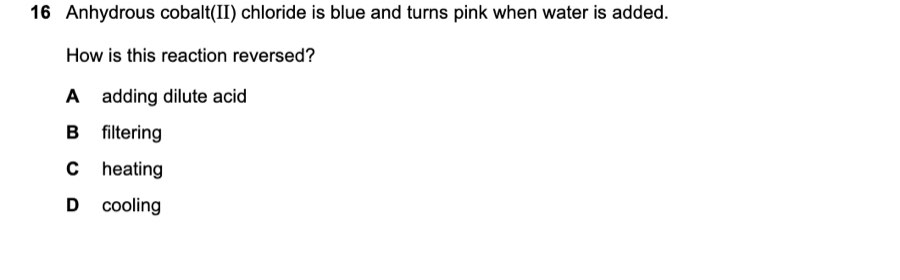 16 Anhydrous cobalt(II) chloride is blue and turns pink when water is added.
How is this reaction reversed?
A adding dilute acid
B filtering
C heating
D cooling